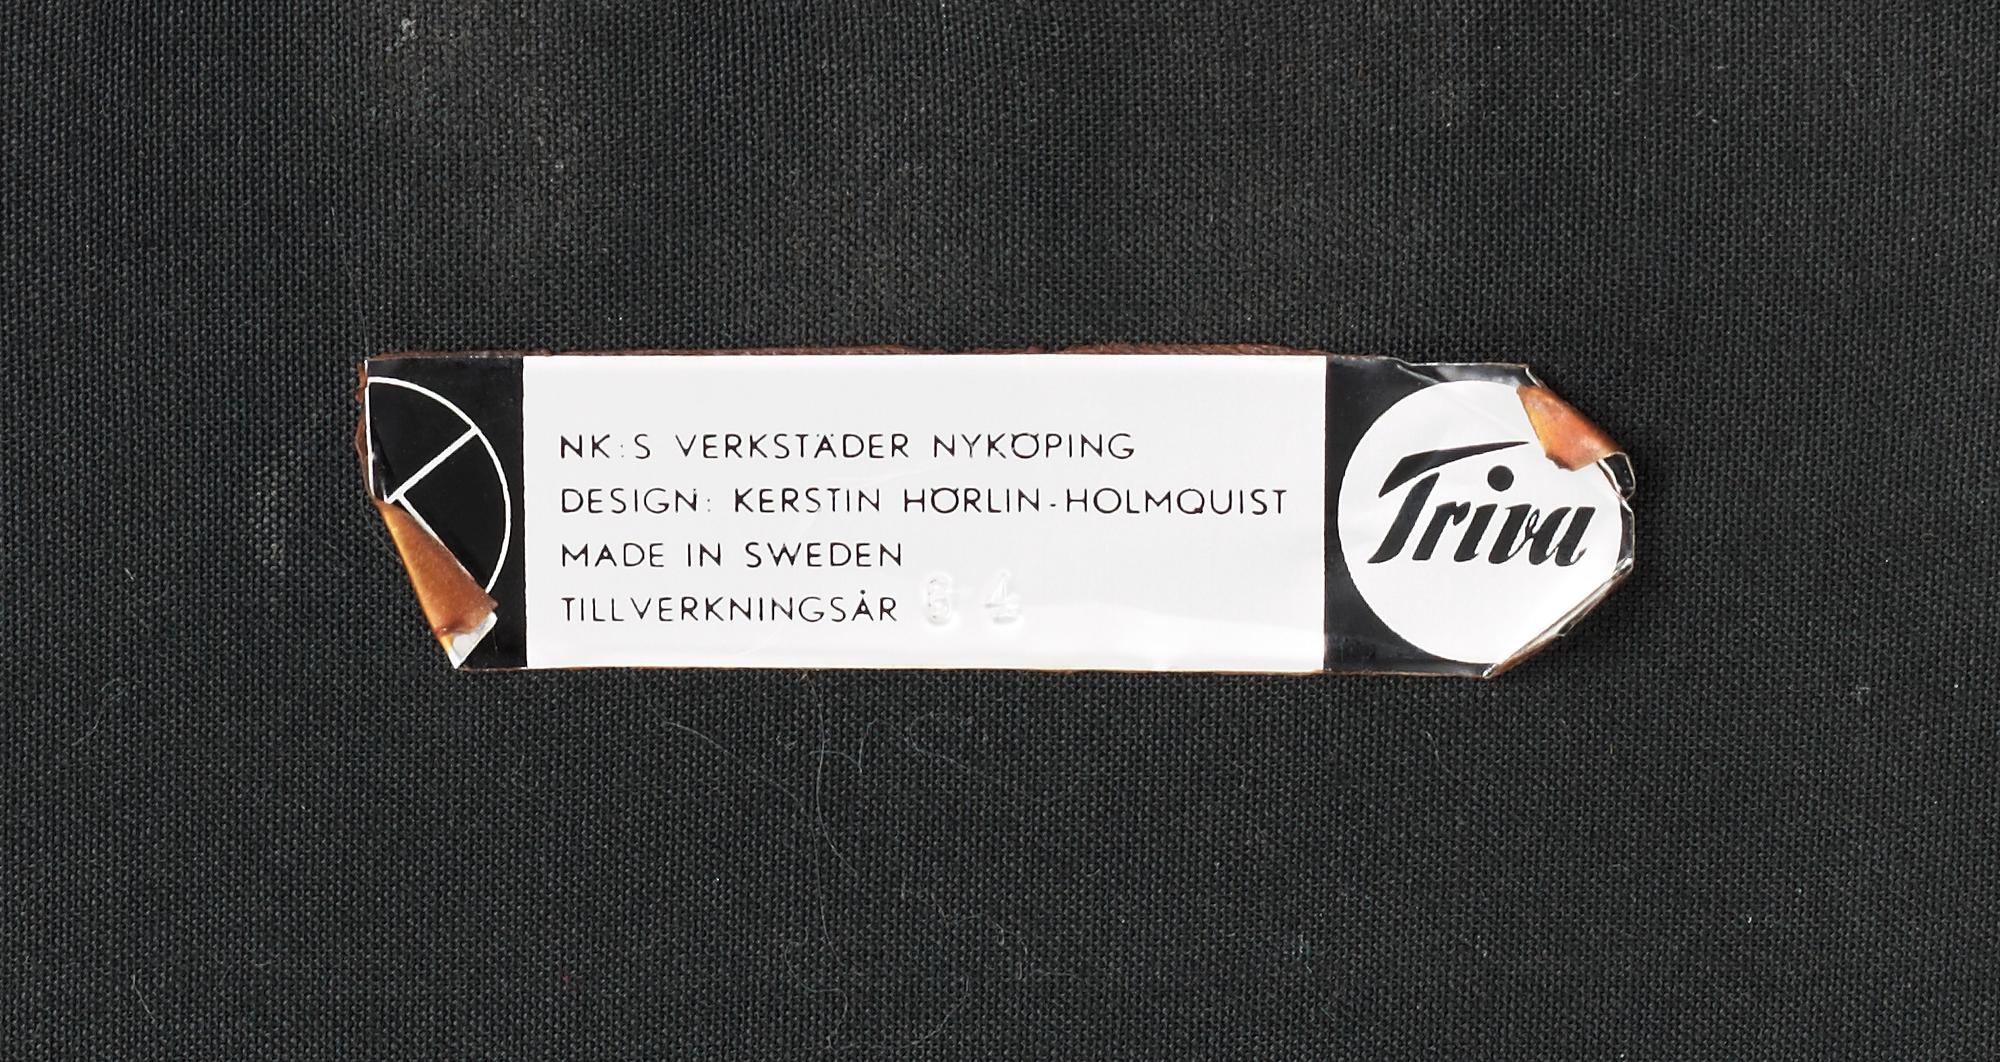 NK:S VERKSTÄDER NYKÖPING
DESIGN: KERSTIN HÖRLIN-HOLMQUIST
MADE IN SWEDEN
TILLVERKNINGSÅR 64
Triva